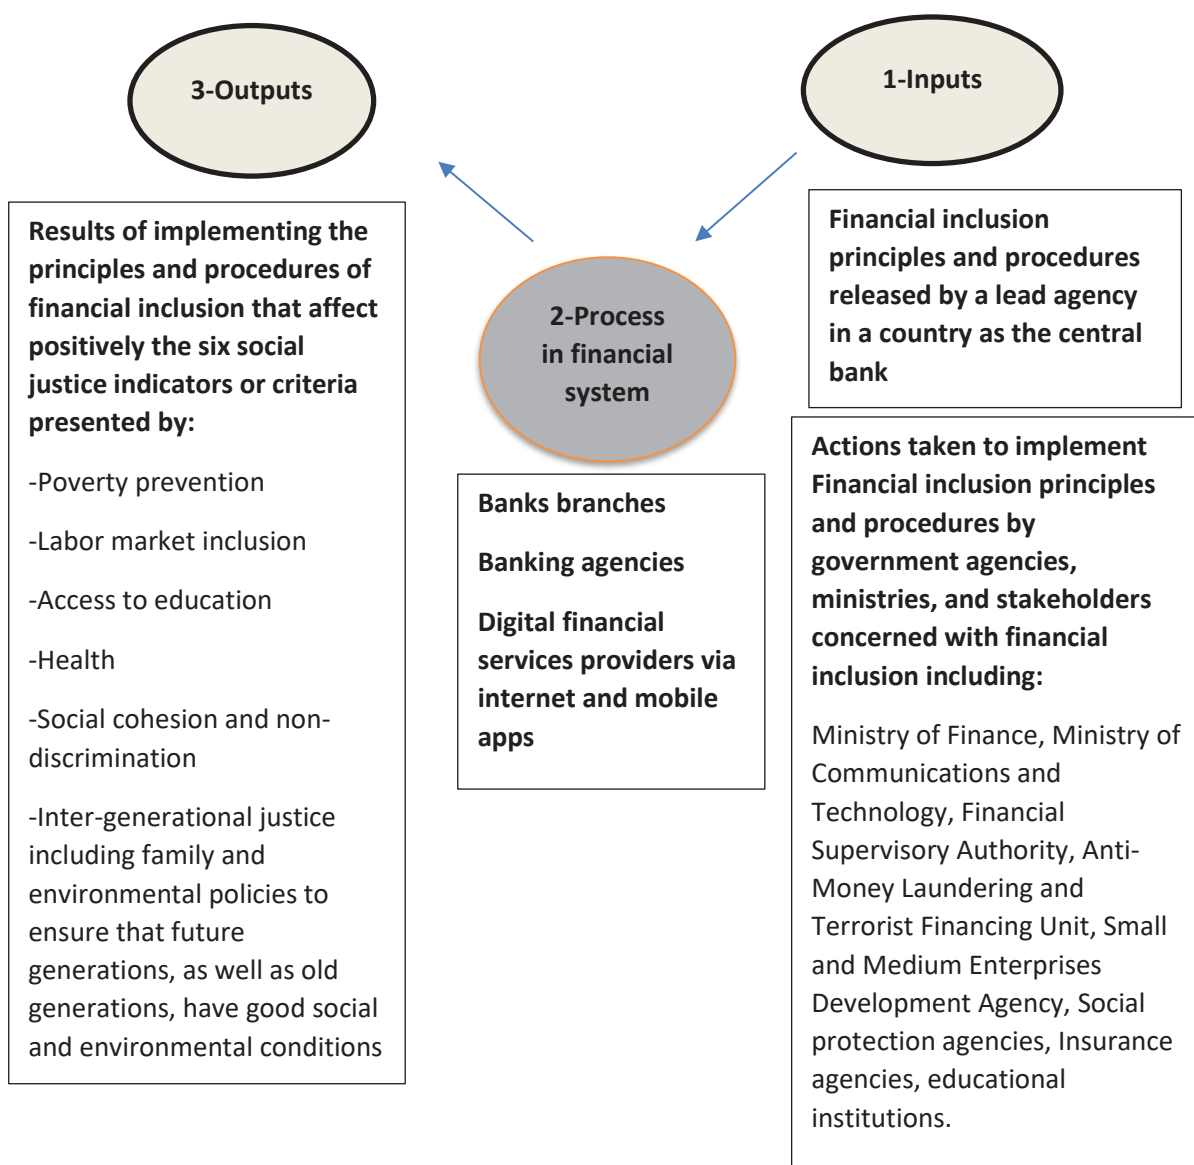 3-Outputs
1-Inputs
2-Process
in financial
system
Results of implementing the
principles and procedures of
financial inclusion that affect
positively the six social
justice indicators or criteria
presented by:
-Poverty prevention
-Labor market inclusion
-Access to education
-Health
-Social cohesion and non-
discrimination
-Inter-generational justice
including family and
environmental policies to
ensure that future
generations, as well as old
generations, have good social
and environmental conditions
Banks branches
Banking agencies
Digital financial
services providers via
internet and mobile
apps
Financial inclusion
principles and procedures
released by a lead agency
in a country as the central
bank
Actions taken to implement
Financial inclusion principles
and procedures by
government agencies,
ministries, and stakeholders
concerned with financial
inclusion including:
Ministry of Finance, Ministry of
Communications and
Technology, Financial
Supervisory Authority, Anti-
Money Laundering and
Terrorist Financing Unit, Small
and Medium Enterprises
Development Agency, Social
protection agencies, Insurance
agencies, educational
institutions.